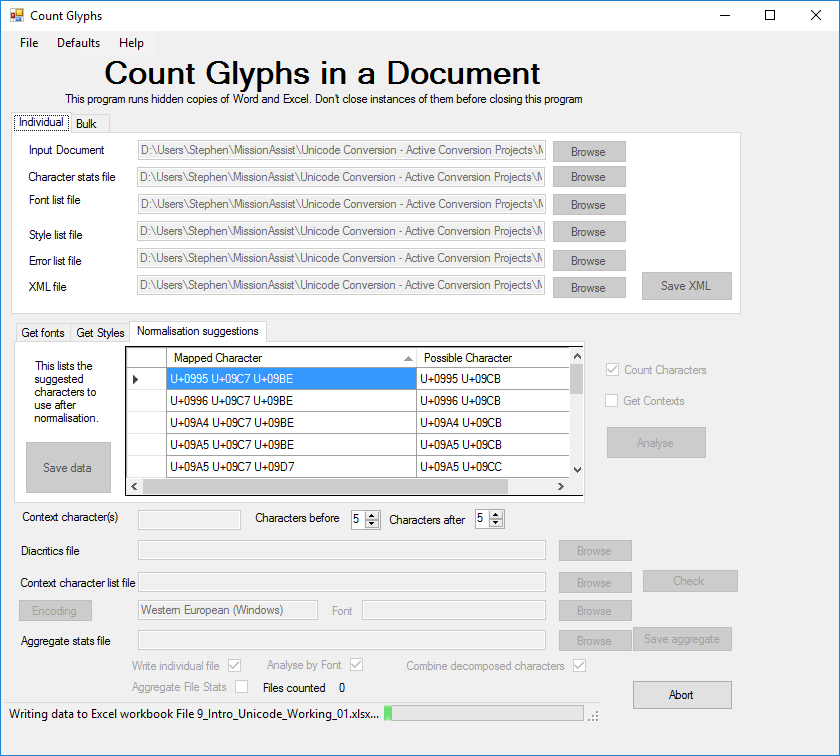 Count Glyphs
File Defaults Help
Count Glyphs in a Document
This program runs hidden copies of Word and Excel. Don't close instances of them before closing this program
Individual Bulk
Input Document D:\Users\Stephen\MissionAssist\Unicode Conversion - Active Conversion Projects\ Browse
Character stats file D:\Users\Stephen\MissionAssist\Unicode Conversion - Active Conversion Projects\ Browse
Font list file D:\Users\Stephen\MissionAssist\Unicode Conversion - Active Conversion Projects\ Browse
Style list file D:\Users\Stephen\MissionAssist\Unicode Conversion - Active Conversion Projects\ Browse
Error list file D:\Users\Stephen\MissionAssist\Unicode Conversion - Active Conversion Projects\ Browse
XML file D:\Users\Stephen\MissionAssist\Unicode Conversion - Active Conversion Projects\ Browse Save XML
Get fonts Get Styles Normalisation suggestions
This lists the
suggested
characters to
use after
normalisation.
Save data
Mapped Character Possible Character
U+0995 U+09C7 U+09BE U+0995 U+09CB
U+0996 U+09C7 U+09BE U+0996 U+09CB
U+09A4 U+09C7 U+09BE U+09A4 U+09CB
U+09A5 U+09C7 U+09BE U+09A5 U+09CB
U+09A5 U+09C7 U+09D7 U+09A5 U+09CC
Count Characters
Get Contexts
Analyse
Context character(s) Characters before 5 Characters after 5
Diacritics file Browse
Context character list file Browse Check
Encoding Western European (Windows) Font Browse
Aggregate stats file Browse Save aggregate
Write individual file Analyse by Font Combine decomposed characters
Aggregate File Stats Files counted 0
Abort
Writing data to Excel workbook File 9_Intro_Unicode_Working_01.xlsx...